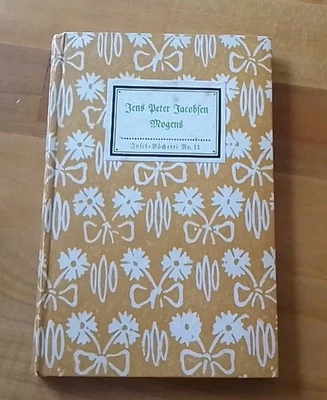 Jens Peter Jacobsen
Mogens
Insel-Bücherei Nr. 11